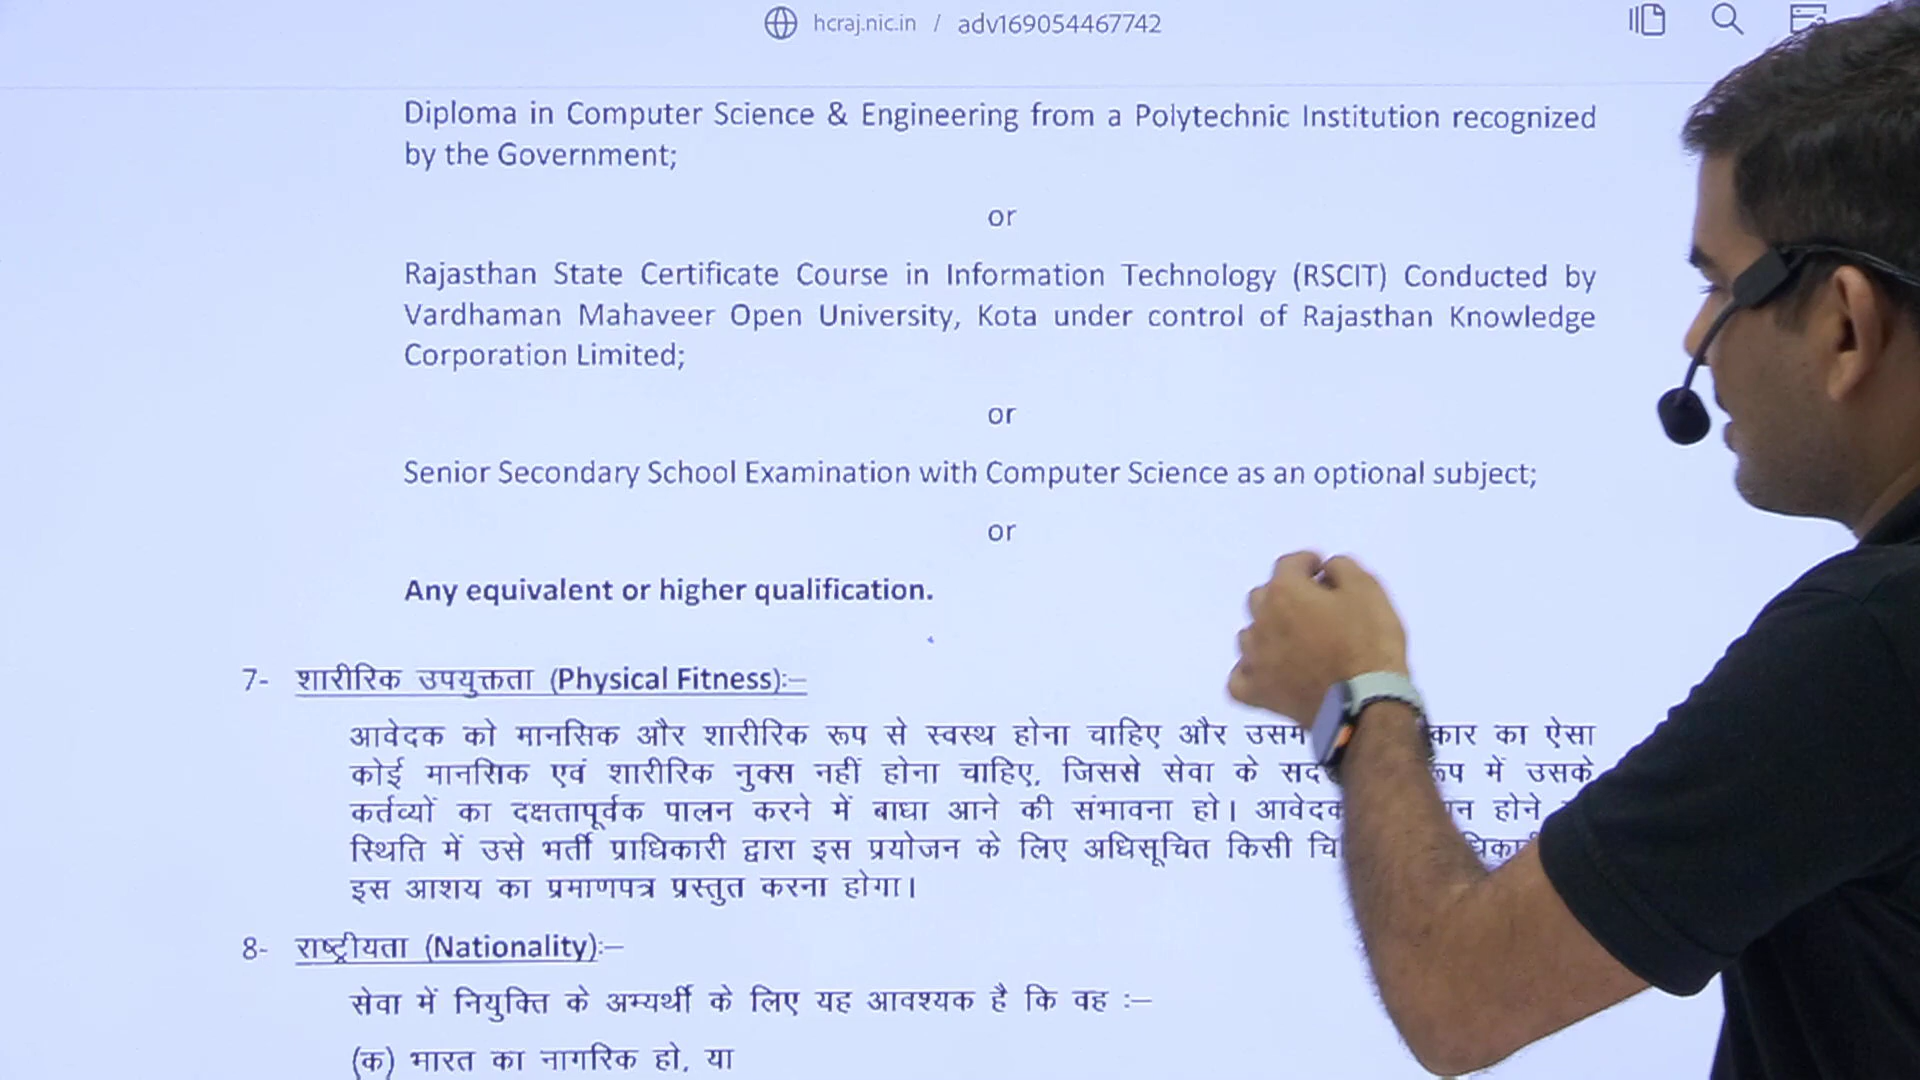 hcraj.nic.in / adv169054467742
Diploma in Computer Science & Engineering from a Polytechnic Institution recognized
by the Government;
or
Rajasthan State Certificate Course in Information Technology (RSCIT) Conducted by
Vardhaman Mahaveer Open University, Kota under control of Rajasthan Knowledge
Corporation Limited;
or
Senior Secondary School Examination with Computer Science as an optional subject;
or
Any equivalent or higher qualification.
7- शारीरिक उपयुक्तता (Physical Fitness):—
आवेदक को मानसिक और शारीरिक रूप से स्वस्थ होना चाहिए और का ऐसा
कोई मानसिक एवं शारीरिक नुक्स नहीं होना चाहिए, जिससे सेवा के में उसके
कर्तव्यों का दक्षतापूर्वक पालन करने में बाधा आने की संभावना हो। होने
स्थिति में उसे भर्ती प्राधिकारी द्वारा इस प्रयोजन के लिए अधिसूचित किसी
इस आशय का प्रमाणपत्र प्रस्तुत करना होगा।
8- राष्ट्रीयता (Nationality):—
सेवा में नियुक्ति के अभ्यर्थी के लिए यह आवश्यक है कि वह :—
(क) भारत का नागरिक हो, या